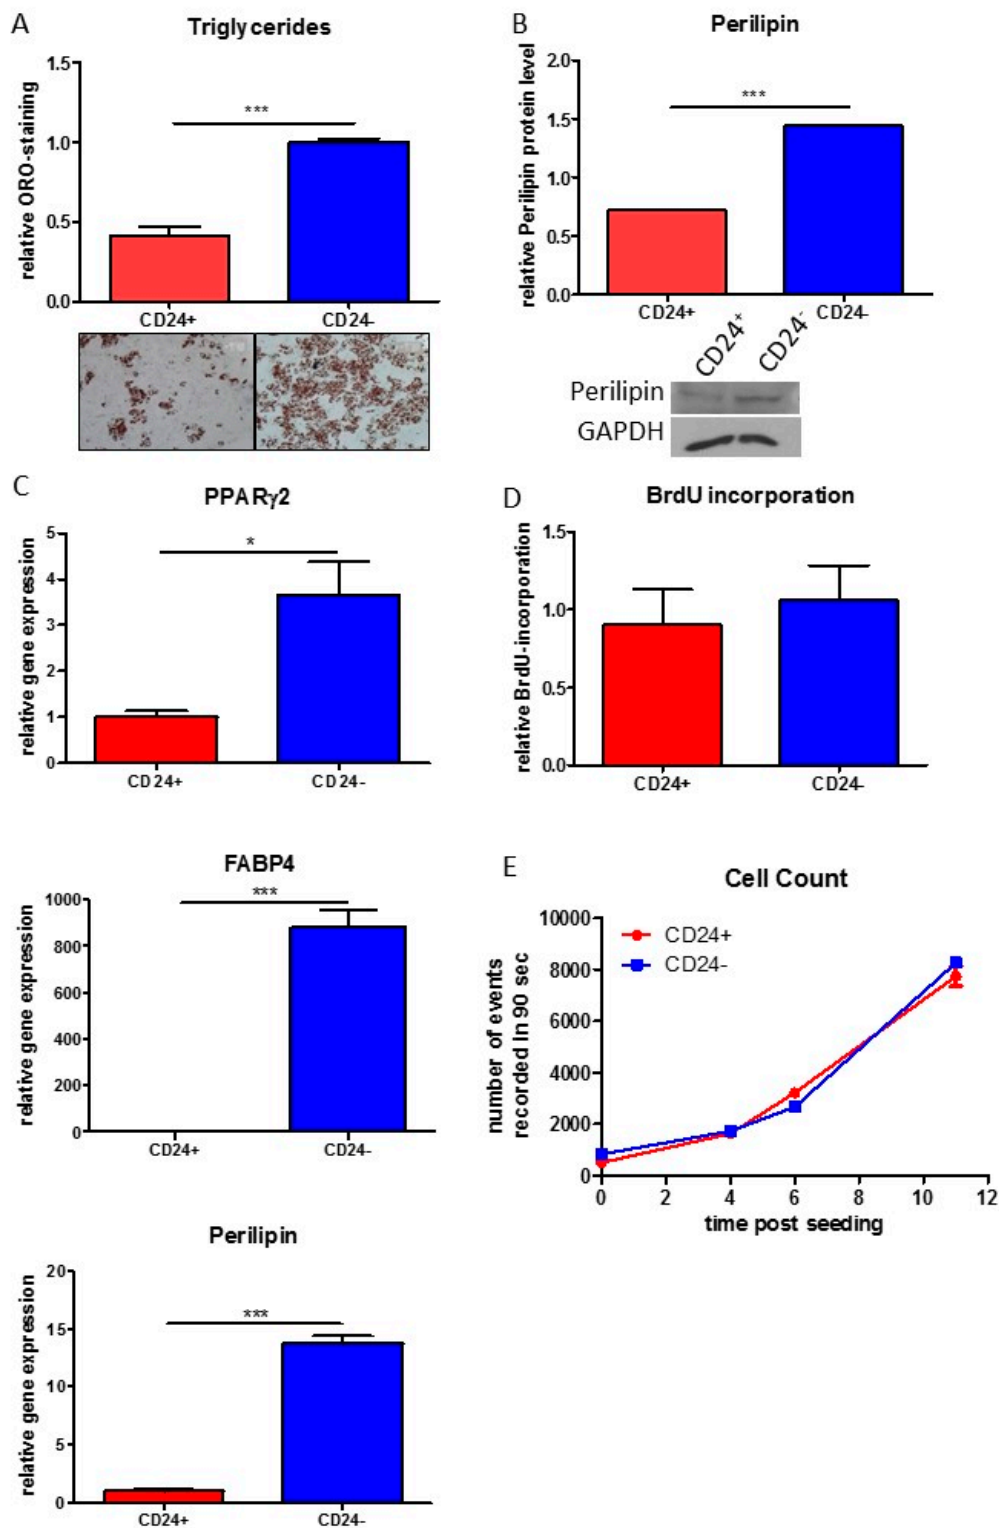 A
Triglycerides
relative ORO-staining
1.5
1.0
0.5
0.0
***
CD24+
CD24-
B
Perilipin
relative Perilipin protein level
2.0
1.5
1.0
0.5
0.0
***
CD24+
CD24-
CD24+
CD24-
Perilipin
GAPDH
C
PPARγ2
relative gene expression
5
4
3
2
1
0
*
CD24+
CD24-
D
BrdU incorporation
relative BrdU-incorporation
1.5
1.0
0.5
0.0
CD24+
CD24-
FABP4
relative gene expression
1000
800
600
400
200
0
***
CD24+
CD24-
E
Cell Count
number of events
recorded in 90 sec
10000
8000
6000
4000
2000
0
CD24+
CD24-
0 2 4 6 8 10 12
time post seeding
Perilipin
relative gene expression
20
15
10
5
0
***
CD24+
CD24-